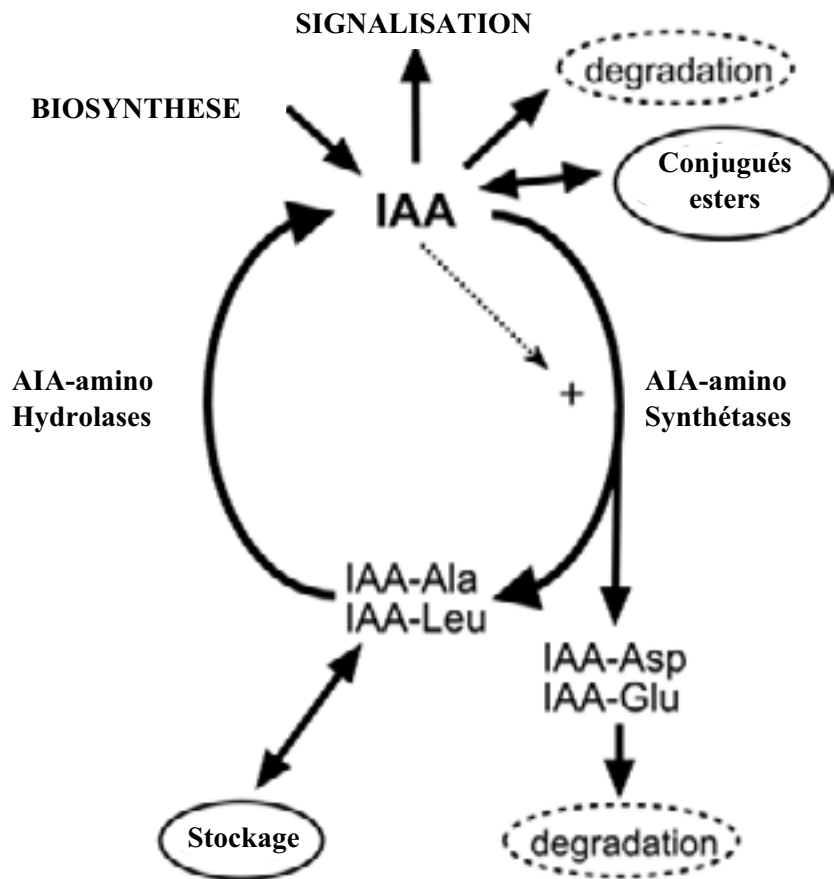 SIGNALISATION
degradation
BIOSYNTHESE
Conjugués
esters
IAA
AIA-amino
Hydrolases
+
AIA-amino
Synthétases
IAA-Ala
IAA-Leu
IAA-Asp
IAA-Glu
Stockage
degradation